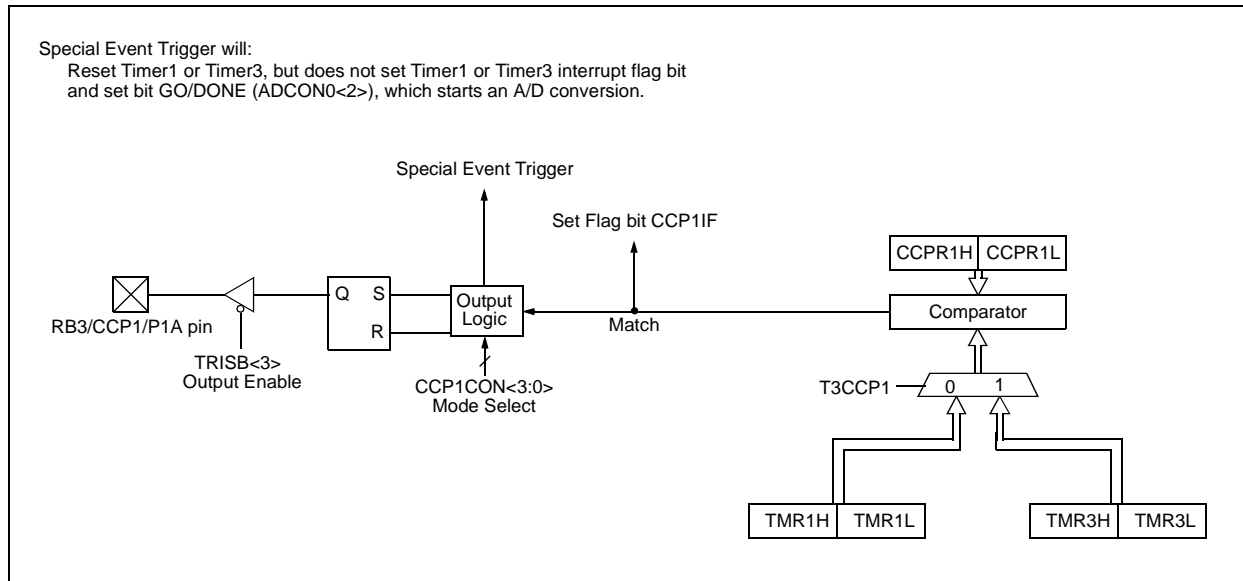 Special Event Trigger will:
Reset Timer1 or Timer3, but does not set Timer1 or Timer3 interrupt flag bit
and set bit GO/DONE (ADCON0<2>), which starts an A/D conversion.
Special Event Trigger
Set Flag bit CCP1IF
CCPR1H CCPR1L
Q S
R
Output
Logic
Comparator
RB3/CCP1/P1A pin
Match
TRISB<3>
Output Enable
CCP1CON<3:0>
Mode Select
T3CCP1
0 1
TMR1H TMR1L
TMR3H TMR3L